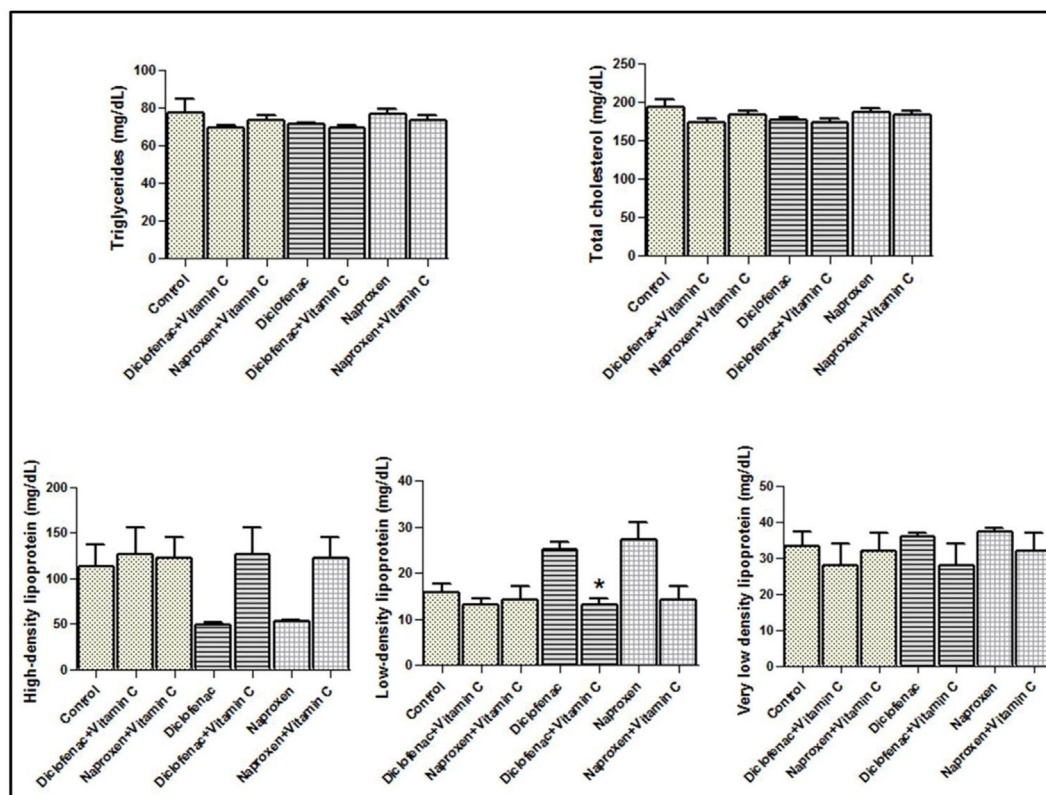 Triglycerides (mg/dL)
100
80
60
40
20
0
Control
Diclofenac+Vitamin C
Naproxen+Vitamin C
Diclofenac
Diclofenac+Vitamin C
Naproxen
Naproxen+Vitamin C
Total cholesterol (mg/dL)
250
200
150
100
50
0
Control
Diclofenac+Vitamin C
Naproxen+Vitamin C
Diclofenac
Diclofenac+Vitamin C
Naproxen
Naproxen+Vitamin C
High-density lipoprotein (mg/dL)
200
150
100
50
0
Control
Diclofenac+Vitamin C
Naproxen+Vitamin C
Diclofenac
Diclofenac+Vitamin C
Naproxen
Naproxen+Vitamin C
Low-density lipoprotein (mg/dL)
40
30
20
10
0
*
Control
Diclofenac+Vitamin C
Naproxen+Vitamin C
Diclofenac
Diclofenac+Vitamin C
Naproxen
Naproxen+Vitamin C
Very low density lipoprotein (mg/dL)
50
40
30
20
10
0
Control
Diclofenac+Vitamin C
Naproxen+Vitamin C
Diclofenac
Diclofenac+Vitamin C
Naproxen
Naproxen+Vitamin C